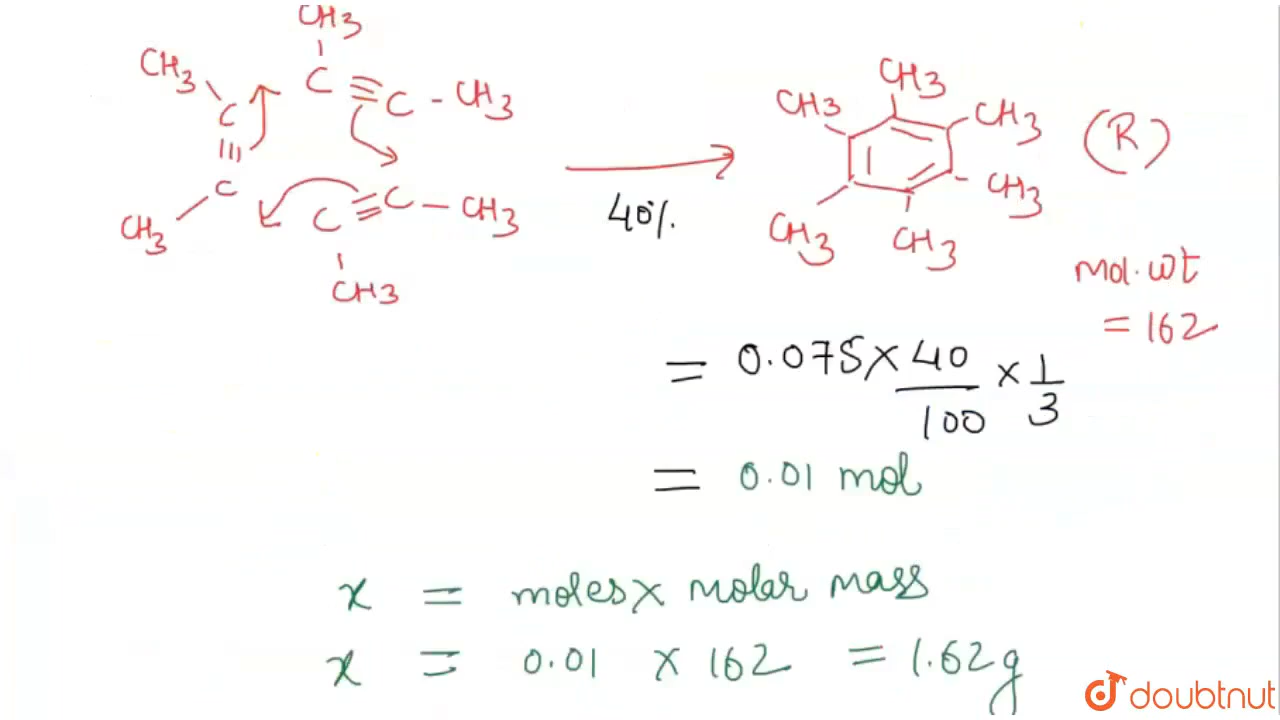 CH3
CH3
C ≡ C - CH3
C
|||
C
CH3
C ≡ C - CH3
CH3
40%.
CH3
CH3
CH3
CH3
CH3
CH3
(R)
mol. wt
= 162
= 0.075 × 40/100 × 1/3
= 0.01 mol
x = moles × molar mass
x = 0.01 × 162 = 1.62g
doubtnut